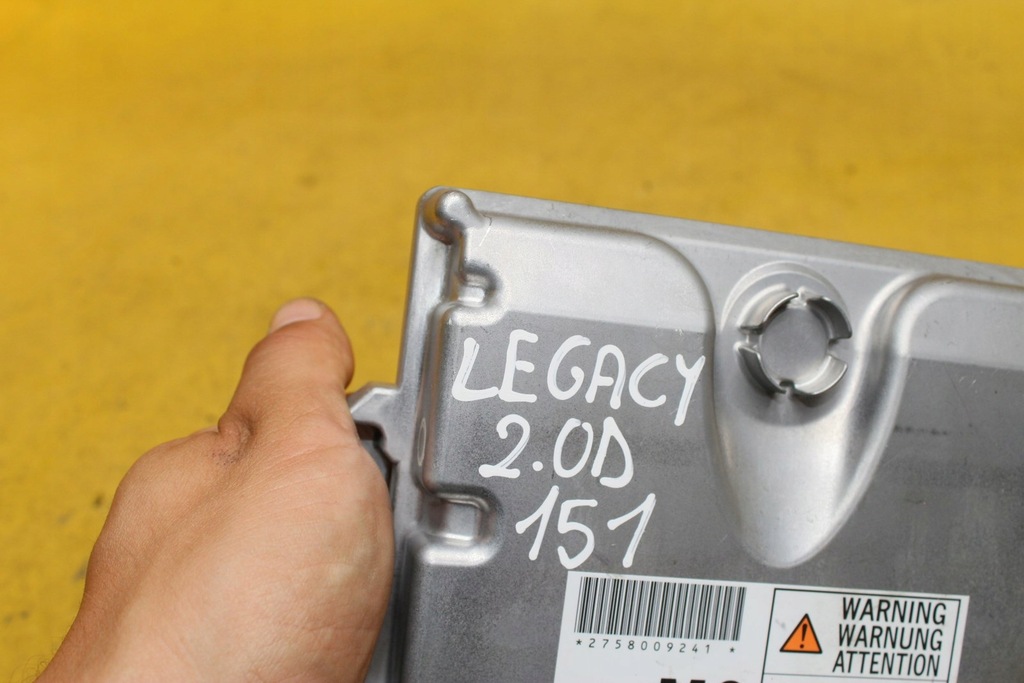 LEGACY
2.0D
151
*2758009241*
WARNING
WARNUNG
ATTENTION